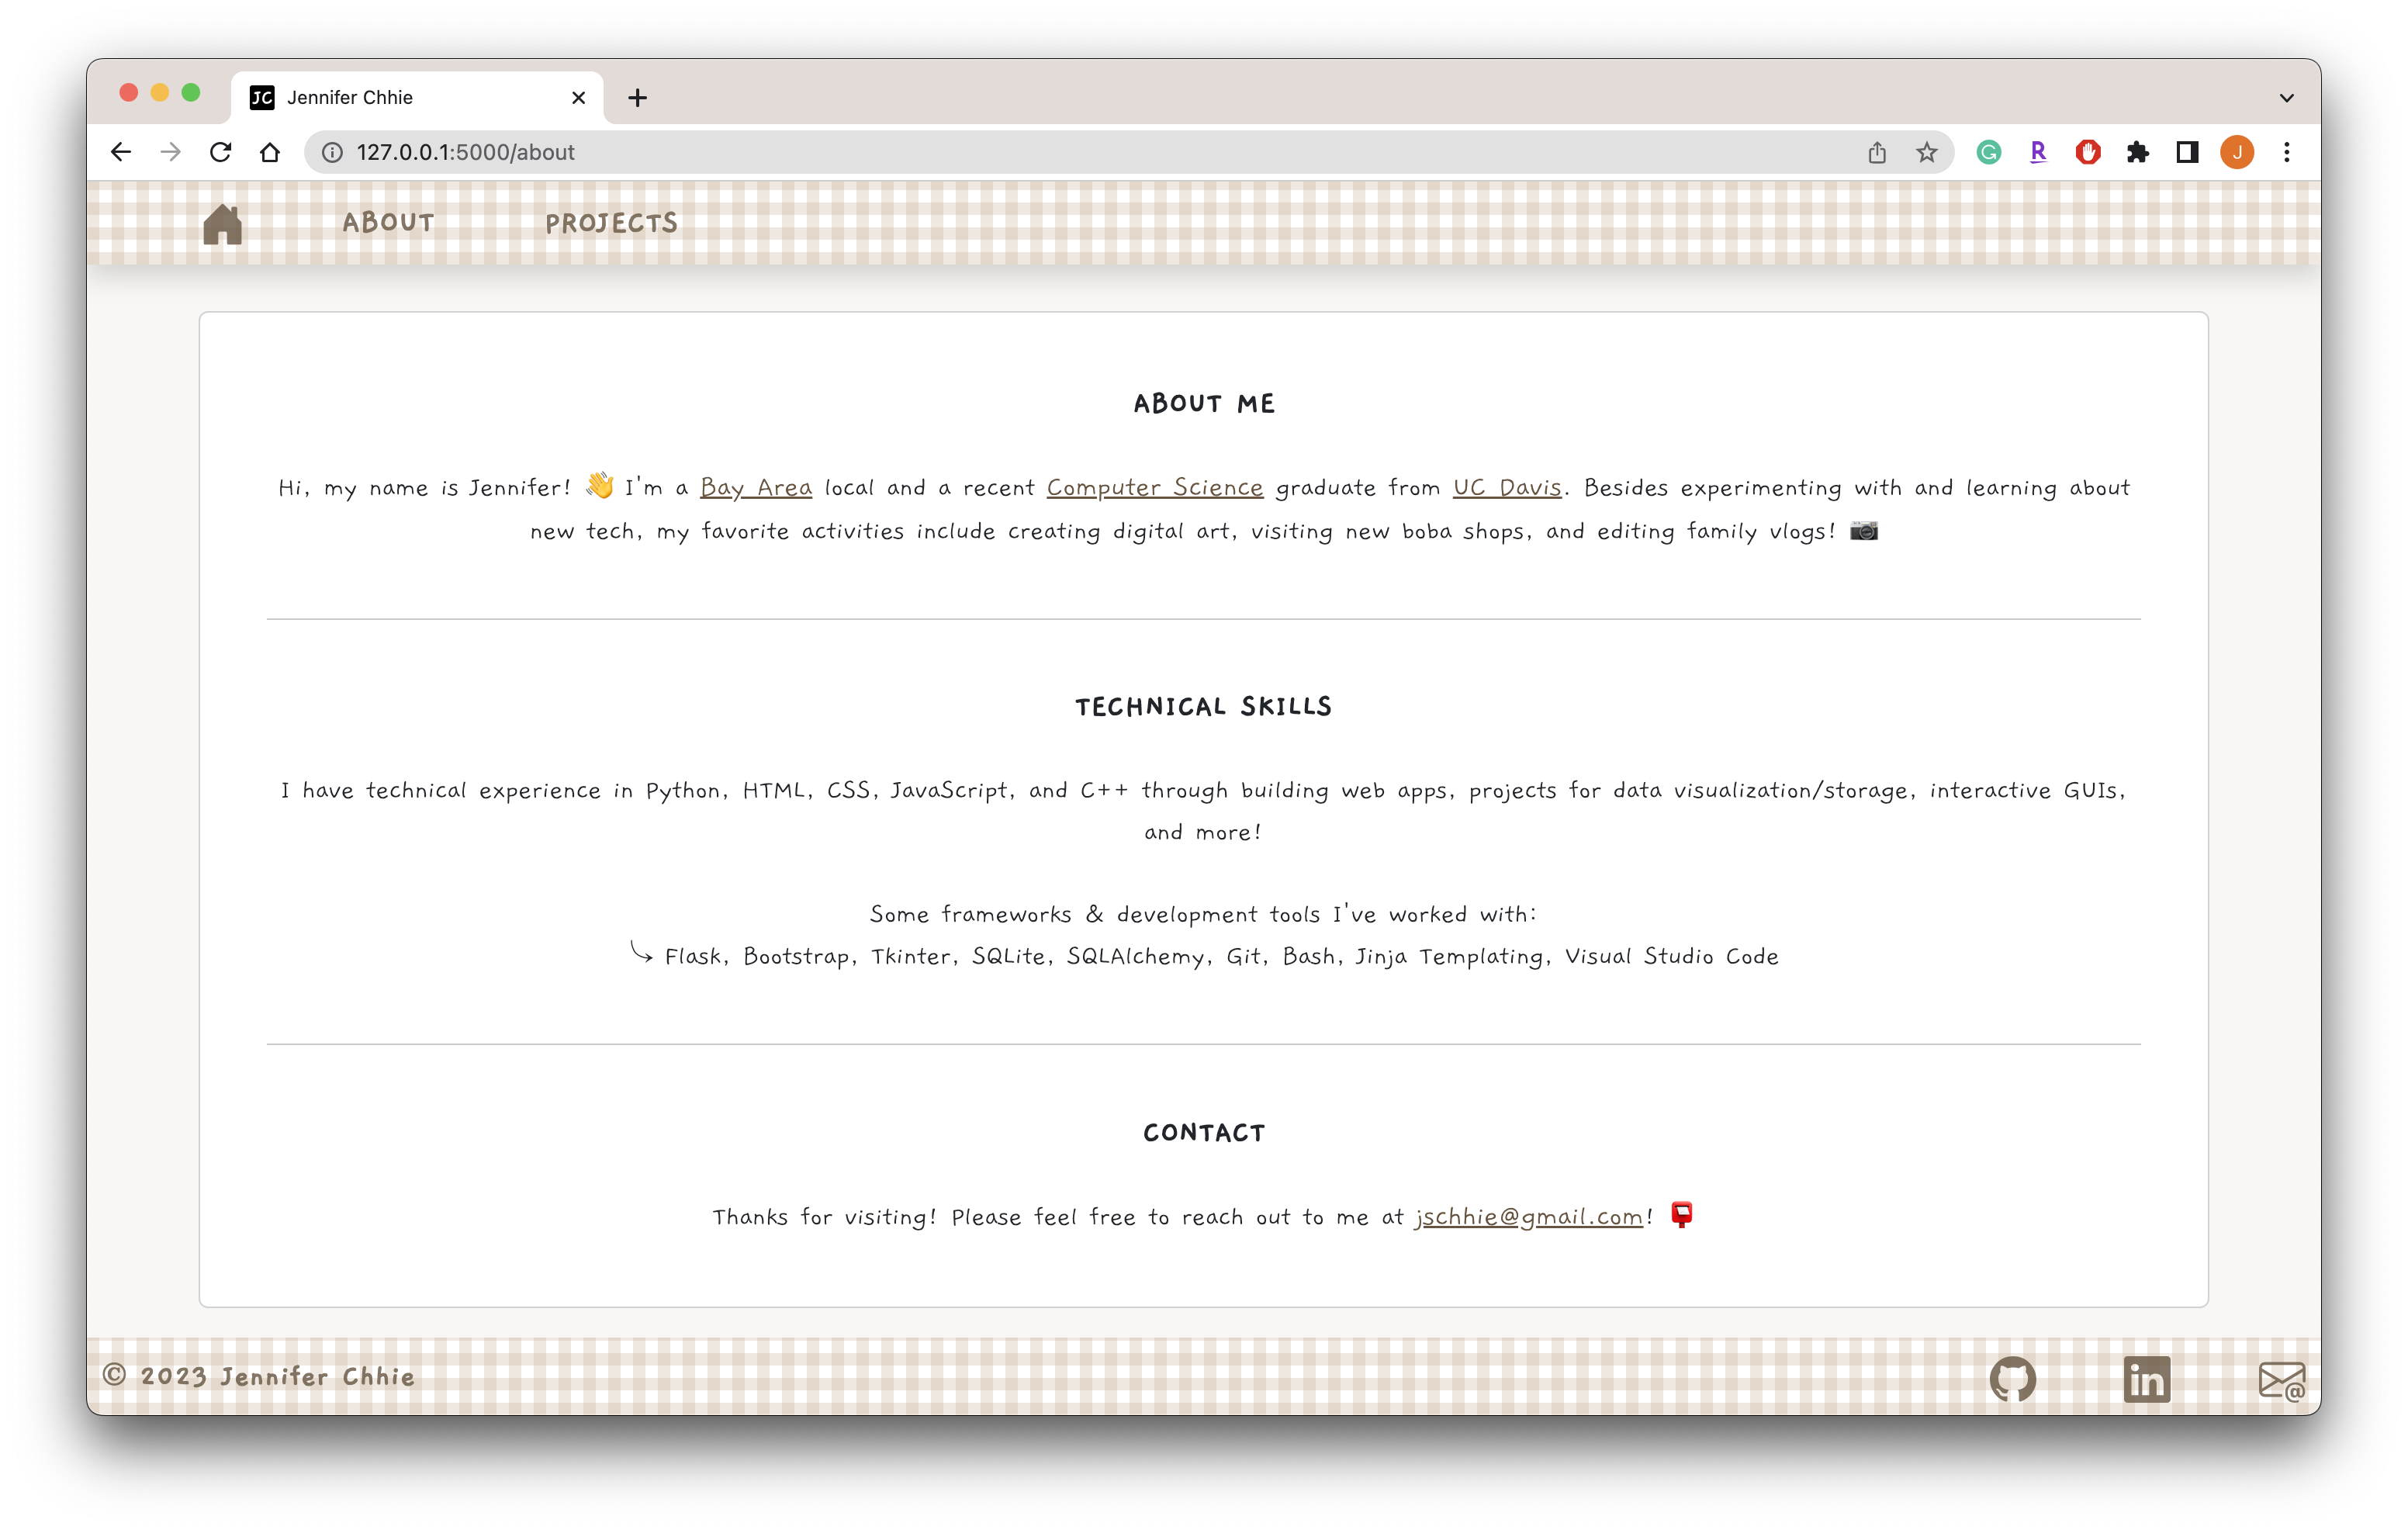 JC Jennifer Chhie
127.0.0.1:5000/about
G R J
ABOUT PROJECTS
ABOUT ME
Hi, my name is Jennifer! 👋 I'm a Bay Area local and a recent Computer Science graduate from UC Davis. Besides experimenting with and learning about
new tech, my favorite activities include creating digital art, visiting new boba shops, and editing family vlogs! 📷
TECHNICAL SKILLS
I have technical experience in Python, HTML, CSS, JavaScript, and C++ through building web apps, projects for data visualization/storage, interactive GUIs,
and more!
Some frameworks & development tools I've worked with:
⤷ Flask, Bootstrap, Tkinter, SQLite, SQLAlchemy, Git, Bash, Jinja Templating, Visual Studio Code
CONTACT
Thanks for visiting! Please feel free to reach out to me at jschhie@gmail.com! 📮
© 2023 Jennifer Chhie
in @